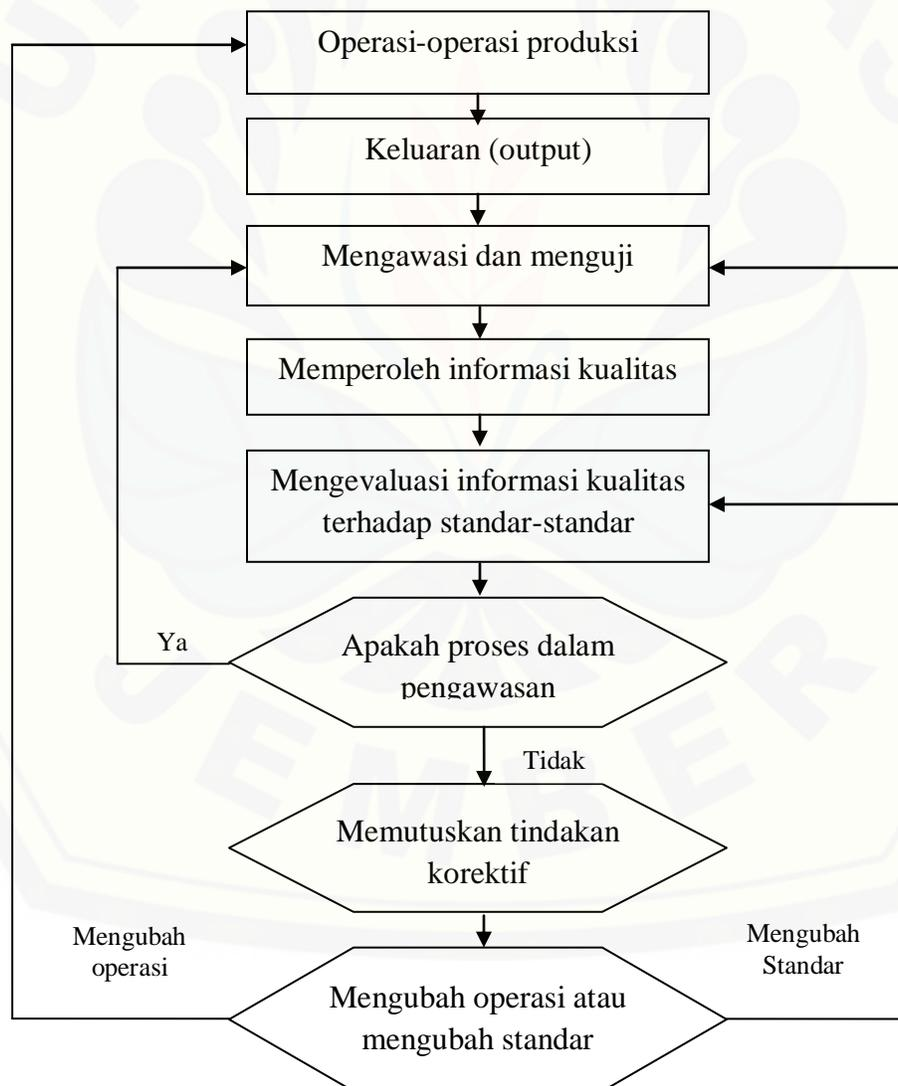 Operasi-operasi produksi
Keluaran (output)
Mengawasi dan menguji
Memperoleh informasi kualitas
Mengevaluasi informasi kualitas
terhadap standar-standar
Ya
Apakah proses dalam
pengawasan
Tidak
Memutuskan tindakan
korektif
Mengubah
operasi
Mengubah
Standar
Mengubah operasi atau
mengubah standar
JEMBER